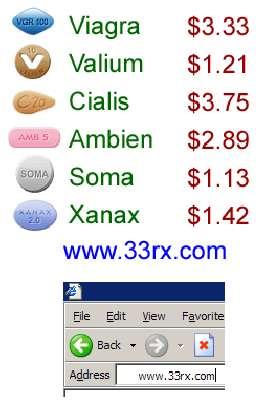 VGR 100 Viagra $3.33
10 V Valium $1.21
C20 Cialis $3.75
AMB 5 Ambien $2.89
SOMA Soma $1.13
XANAX 2.0 Xanax $1.42
www.33rx.com
File Edit View Favorite
Back
Address www.33rx.com